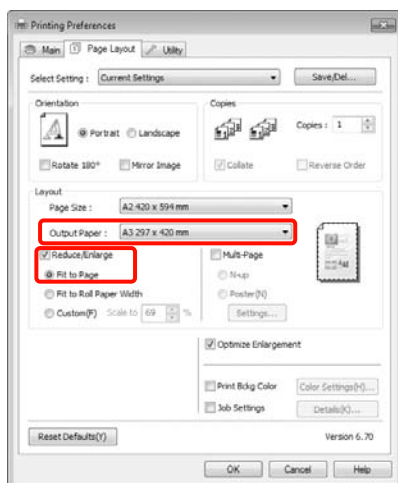 Printing Preferences
Main Page Layout Utility
Select Setting : Current Settings Save/Del...
Orientation Copies
Portrait Landscape Copies : 1
Rotate 180° Mirror Image Collate Reverse Order
Layout
Page Size : A2 420 x 594 mm
Output Paper : A3 297 x 420 mm
Reduce/Enlarge Multi-Page
Fit to Page N-up
Fit to Roll Paper Width Poster(N)
Custom(F) Scale to 69 % Settings...
Optimize Enlargement
Print Bckg Color Color Settings(H)...
Job Settings Details(K)...
Reset Defaults(Y) Version 6.70
OK Cancel Help